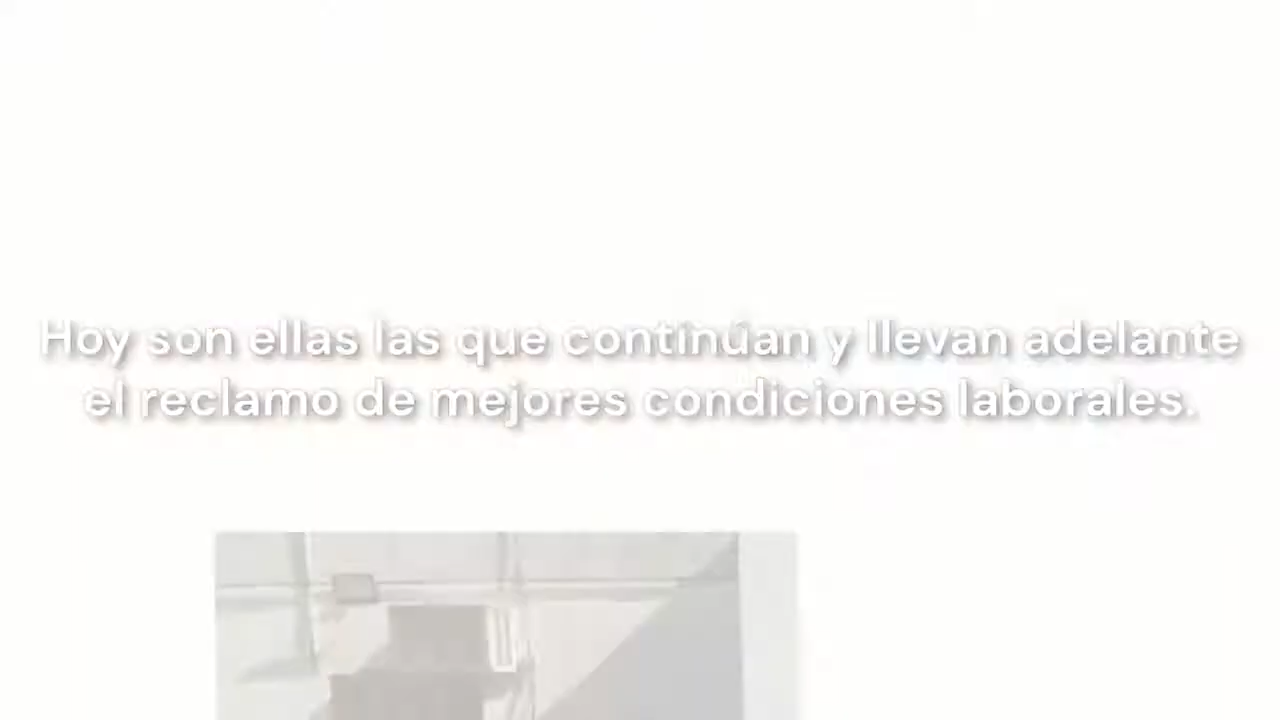 Hoy son ellas las que continúan y llevan adelante
el reclamo de mejores condiciones laborales.